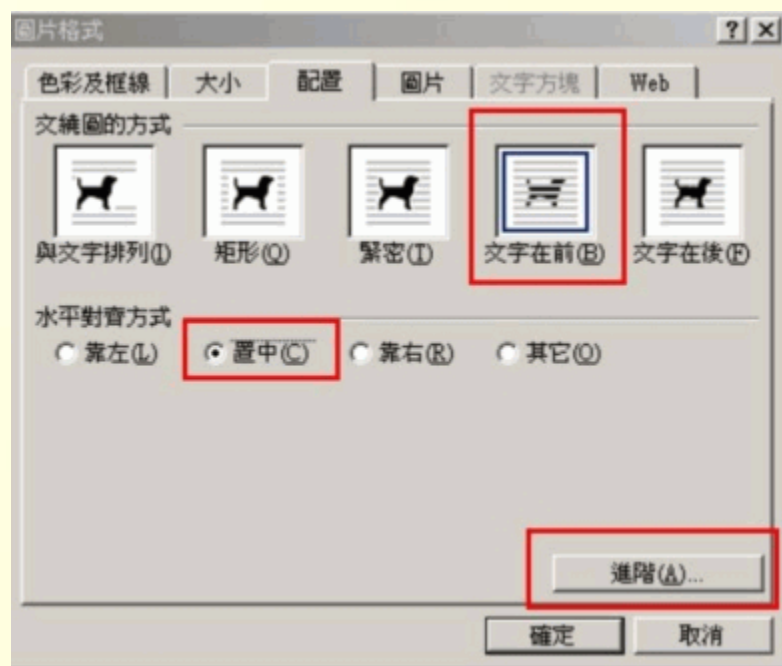 圖片格式
色彩及框線 大小 配置 圖片 文字方塊 Web
文繞圖的方式
與文字排列(I) 矩形(Q) 緊密(T) 文字在前(B) 文字在後(F)
水平對齊方式
靠左(L) 置中(C) 靠右(R) 其它(O)
進階(A)...
確定 取消